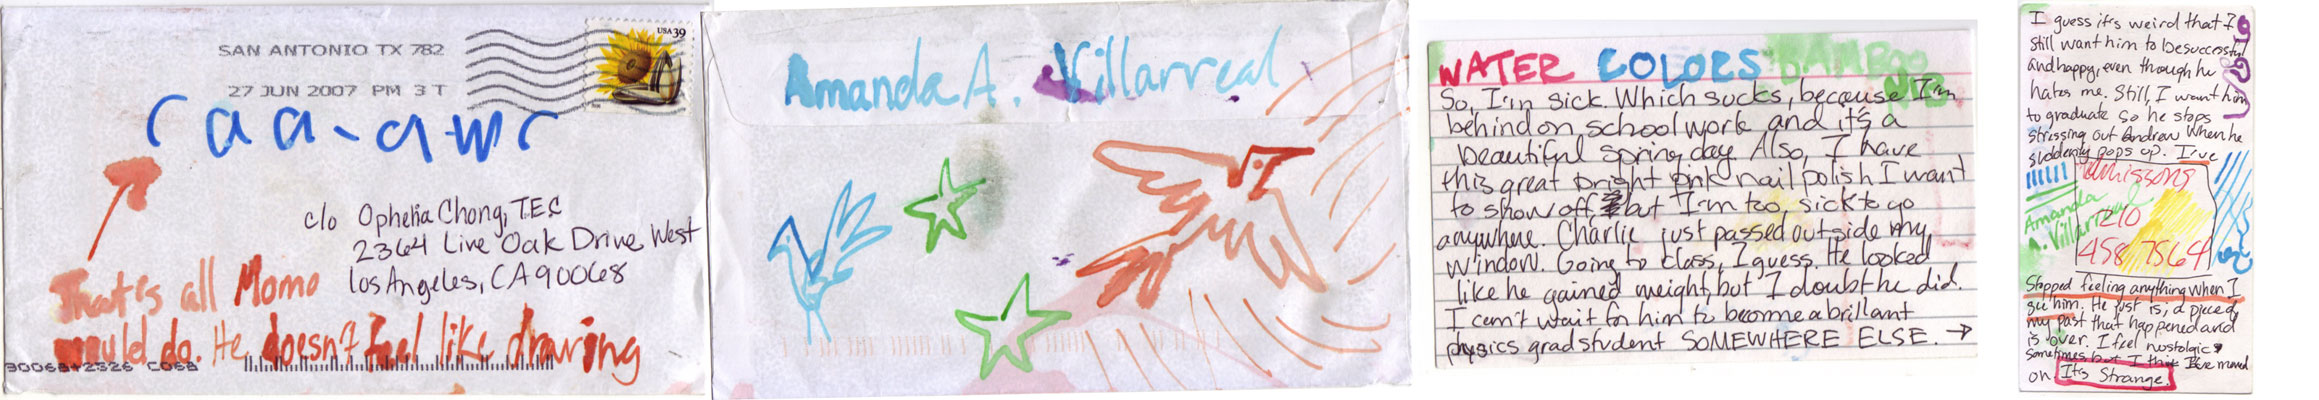 SAN ANTONIO TX 782
27 JUN 2007 PM 3 T
USA 39
c/o Ophelia Chong, TEC
2364 Live Oak Drive West
Los Angeles, CA 90068
That's all Momo
would do. He doesn't feel like drawing
90068+2326 C068
Amanda A. Villarreal
WATER COLORS BAMBOO
So, I'm sick. Which sucks, because I'm
behind on school work and it's a
beautiful spring day. Also, I have
this great bright pink nail polish I want
to show off, but I'm too sick to go
anywhere. Charlie just passed outside my
window. Going to class, I guess. He looked
like he gained weight, but I doubt he did.
I can't wait for him to become a brillant
physics grad student SOMEWHERE ELSE. →
I guess it's weird that I
still want him to be successful
and happy, even though he
hates me. Still, I want him
to graduate so he stops
strissing out Andrew when he
suddenly pops up. I've
Amanda
A. Villarreal
210
458 7564
Stopped feeling anything when I
see him. He just is; a piece of
my past that happened and
is over. I feel nostalgic
sometimes but I think I've moved
on. It's Strange.